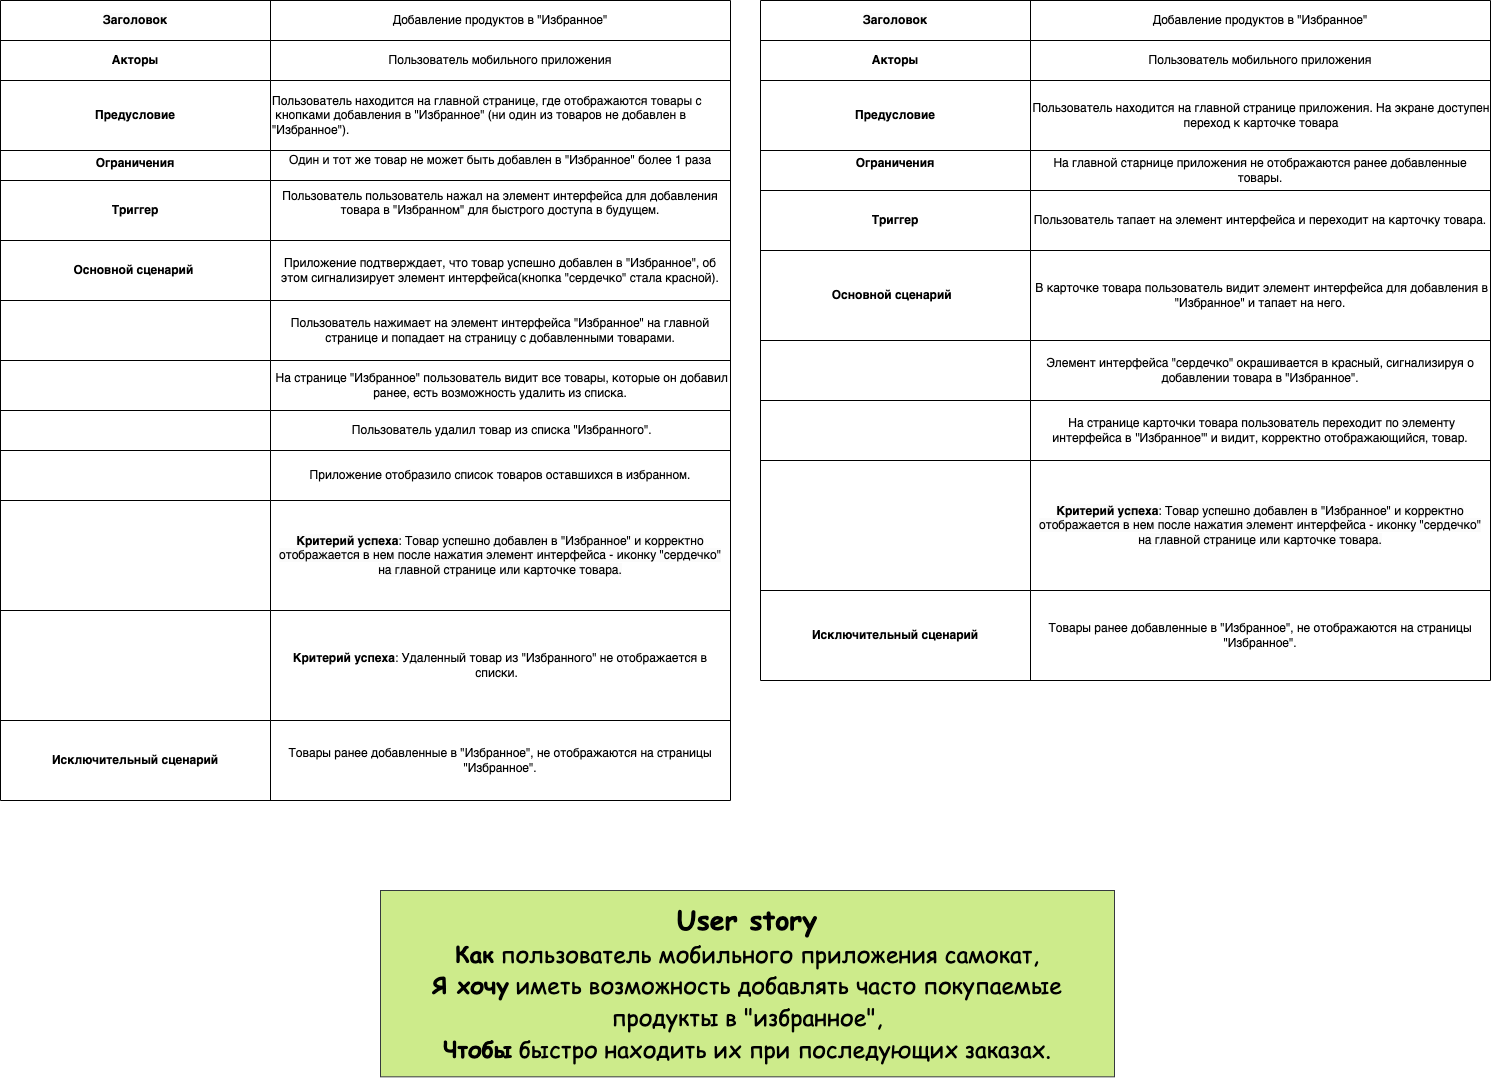 Заголовок
Добавление продуктов в "Избранное"
Акторы
Пользователь мобильного приложения
Предусловие
Пользователь находится на главной странице, где отображаются товары с
кнопками добавления в "Избранное" (ни один из товаров не добавлен в
"Избранное").
Ограничения
Один и тот же товар не может быть добавлен в "Избранное" более 1 раза
Триггер
Пользователь пользователь нажал на элемент интерфейса для добавления
товара в "Избранном" для быстрого доступа в будущем.
Основной сценарий
Приложение подтверждает, что товар успешно добавлен в "Избранное", об
этом сигнализирует элемент интерфейса(кнопка "сердечко" стала красной).
Пользователь нажимает на элемент интерфейса "Избранное" на главной
странице и попадает на страницу с добавленными товарами.
На странице "Избранное" пользователь видит все товары, которые он добавил
ранее, есть возможность удалить из списка.
Пользователь удалил товар из списка "Избранного".
Приложение отобразило список товаров оставшихся в избранном.
Критерий успеха: Товар успешно добавлен в "Избранное" и корректно
отображается в нем после нажатия элемент интерфейса - иконку "сердечко"
на главной странице или карточке товара.
Критерий успеха: Удаленный товар из "Избранного" не отображается в
списки.
Исключительный сценарий
Товары ранее добавленные в "Избранное", не отображаются на страницы
"Избранное".
Заголовок
Добавление продуктов в "Избранное"
Акторы
Пользователь мобильного приложения
Предусловие
Пользователь находится на главной странице приложения. На экране доступен
переход к карточке товара
Ограничения
На главной старнице приложения не отображаются ранее добавленные
товары.
Триггер
Пользователь тапает на элемент интерфейса и переходит на карточку товара.
Основной сценарий
В карточке товара пользователь видит элемент интерфейса для добавления в
"Избранное" и тапает на него.
Элемент интерфейса "сердечко" окрашивается в красный, сигнализируя о
добавлении товара в "Избранное".
На странице карточки товара пользователь переходит по элементу
интерфейса в "Избранное'" и видит, корректно отображающийся, товар.
Критерий успеха: Товар успешно добавлен в "Избранное" и корректно
отображается в нем после нажатия элемент интерфейса - иконку "сердечко"
на главной странице или карточке товара.
Исключительный сценарий
Товары ранее добавленные в "Избранное", не отображаются на страницы
"Избранное".
User story
Как пользователь мобильного приложения самокат,
Я хочу иметь возможность добавлять часто покупаемые
продукты в "избранное",
Чтобы быстро находить их при последующих заказах.